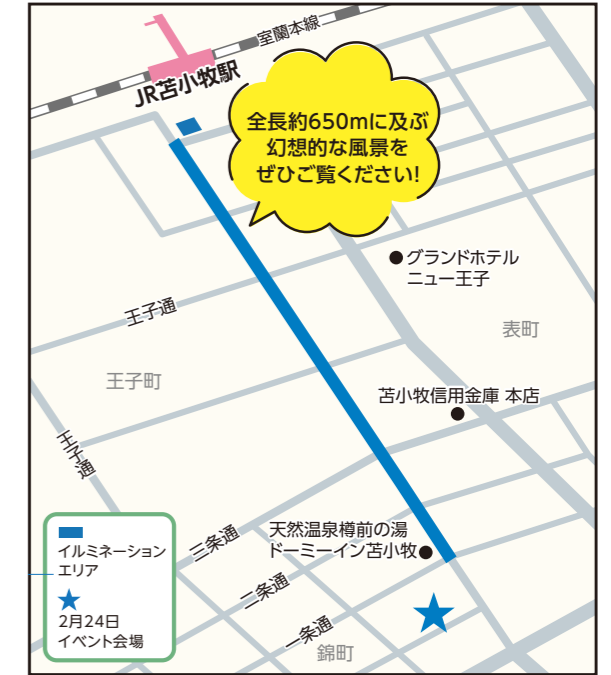 室蘭本線
JR苫小牧駅
全長約650mに及ぶ
幻想的な風景を
ぜひご覧ください!
グランドホテル
ニュー王子
王子通
表町
王子町
苫小牧信用金庫 本店
王子通
天然温泉樽前の湯
ドーミーイン苫小牧
三条通
二条通
一条通
錦町
イルミネーション
エリア
2月24日
イベント会場